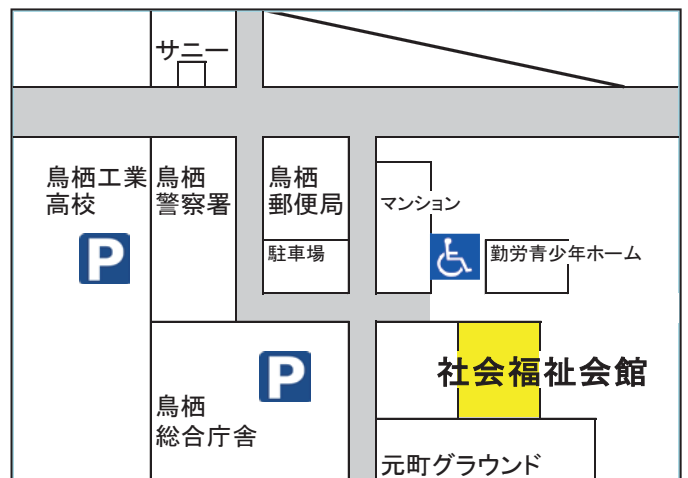 サニー
鳥栖工業
高校
鳥栖
警察署
鳥栖
郵便局
マンション
P
駐車場
勤労青少年ホーム
P
社会福祉会館
鳥栖
総合庁舎
元町グラウンド